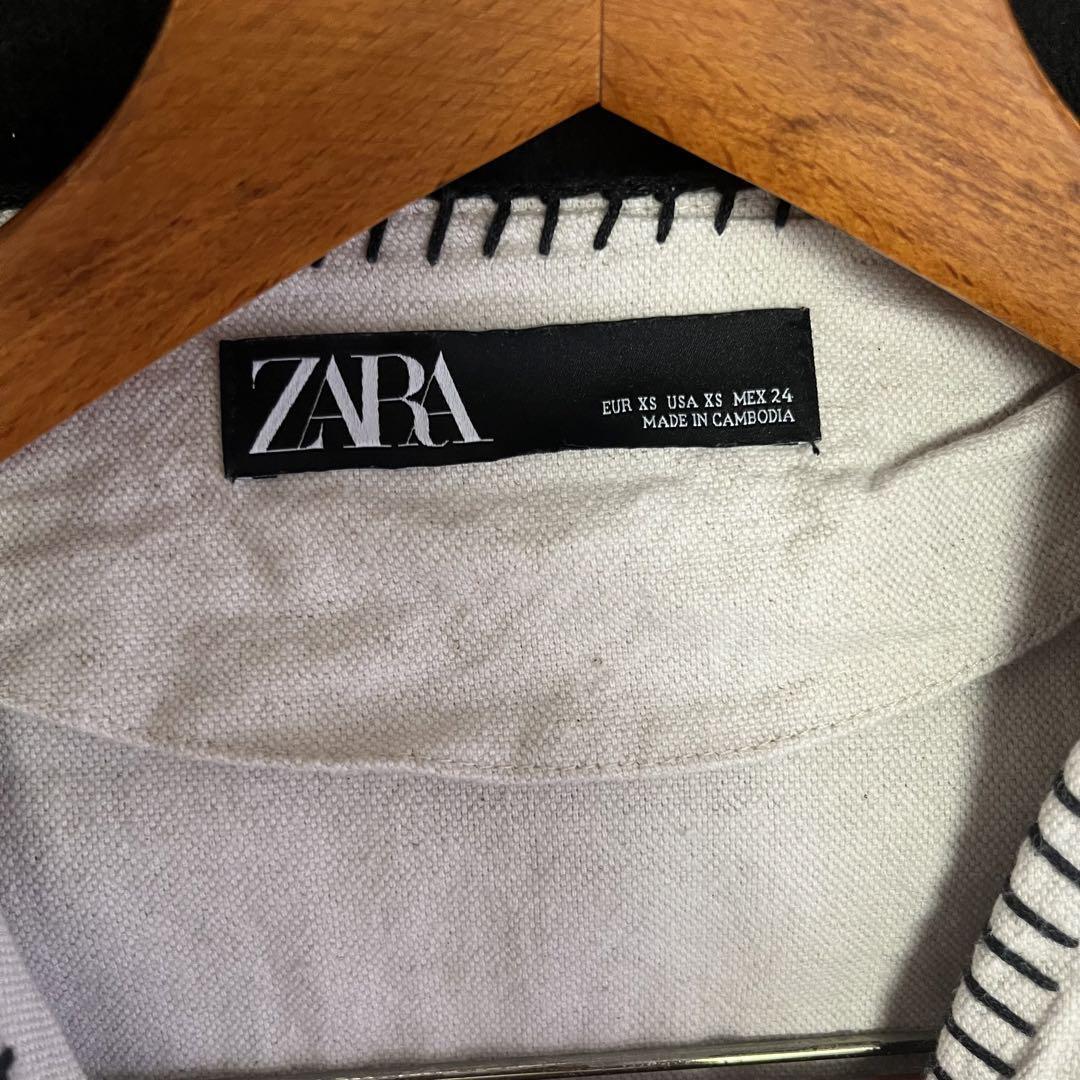 ZARA
EUR XS USA XS MEX 24
MADE IN CAMBODIA